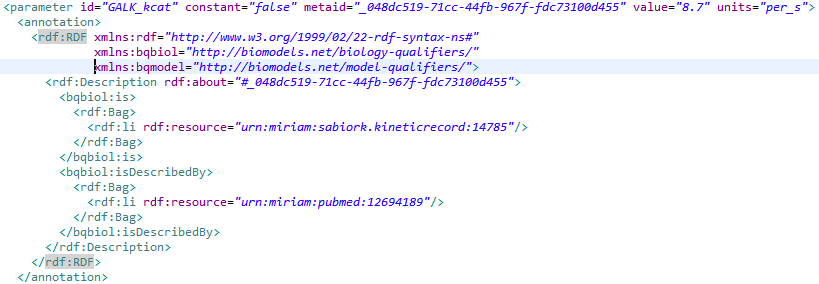 <parameter id="GALK_kcat" constant="false" metaid="_048dc519-71cc-44fb-967f-fdc73100d455" value="8.7" units="per_s">
<annotation>
<rdf:RDF xmlns:rdf="http://www.w3.org/1999/02/22-rdf-syntax-ns#"
xmlns:bqbiol="http://biomodels.net/biology-qualifiers/"
xmlns:bqmodel="http://biomodels.net/model-qualifiers/">
<rdf:Description rdf:about="#_048dc519-71cc-44fb-967f-fdc73100d455">
<bqbiol:is>
<rdf:Bag>
<rdf:li rdf:resource="urn:miriam:sabiork.kineticrecord:14785"/>
</rdf:Bag>
</bqbiol:is>
<bqbiol:isDescribedBy>
<rdf:Bag>
<rdf:li rdf:resource="urn:miriam:pubmed:12694189"/>
</rdf:Bag>
</bqbiol:isDescribedBy>
</rdf:Description>
</rdf:RDF>
</annotation>